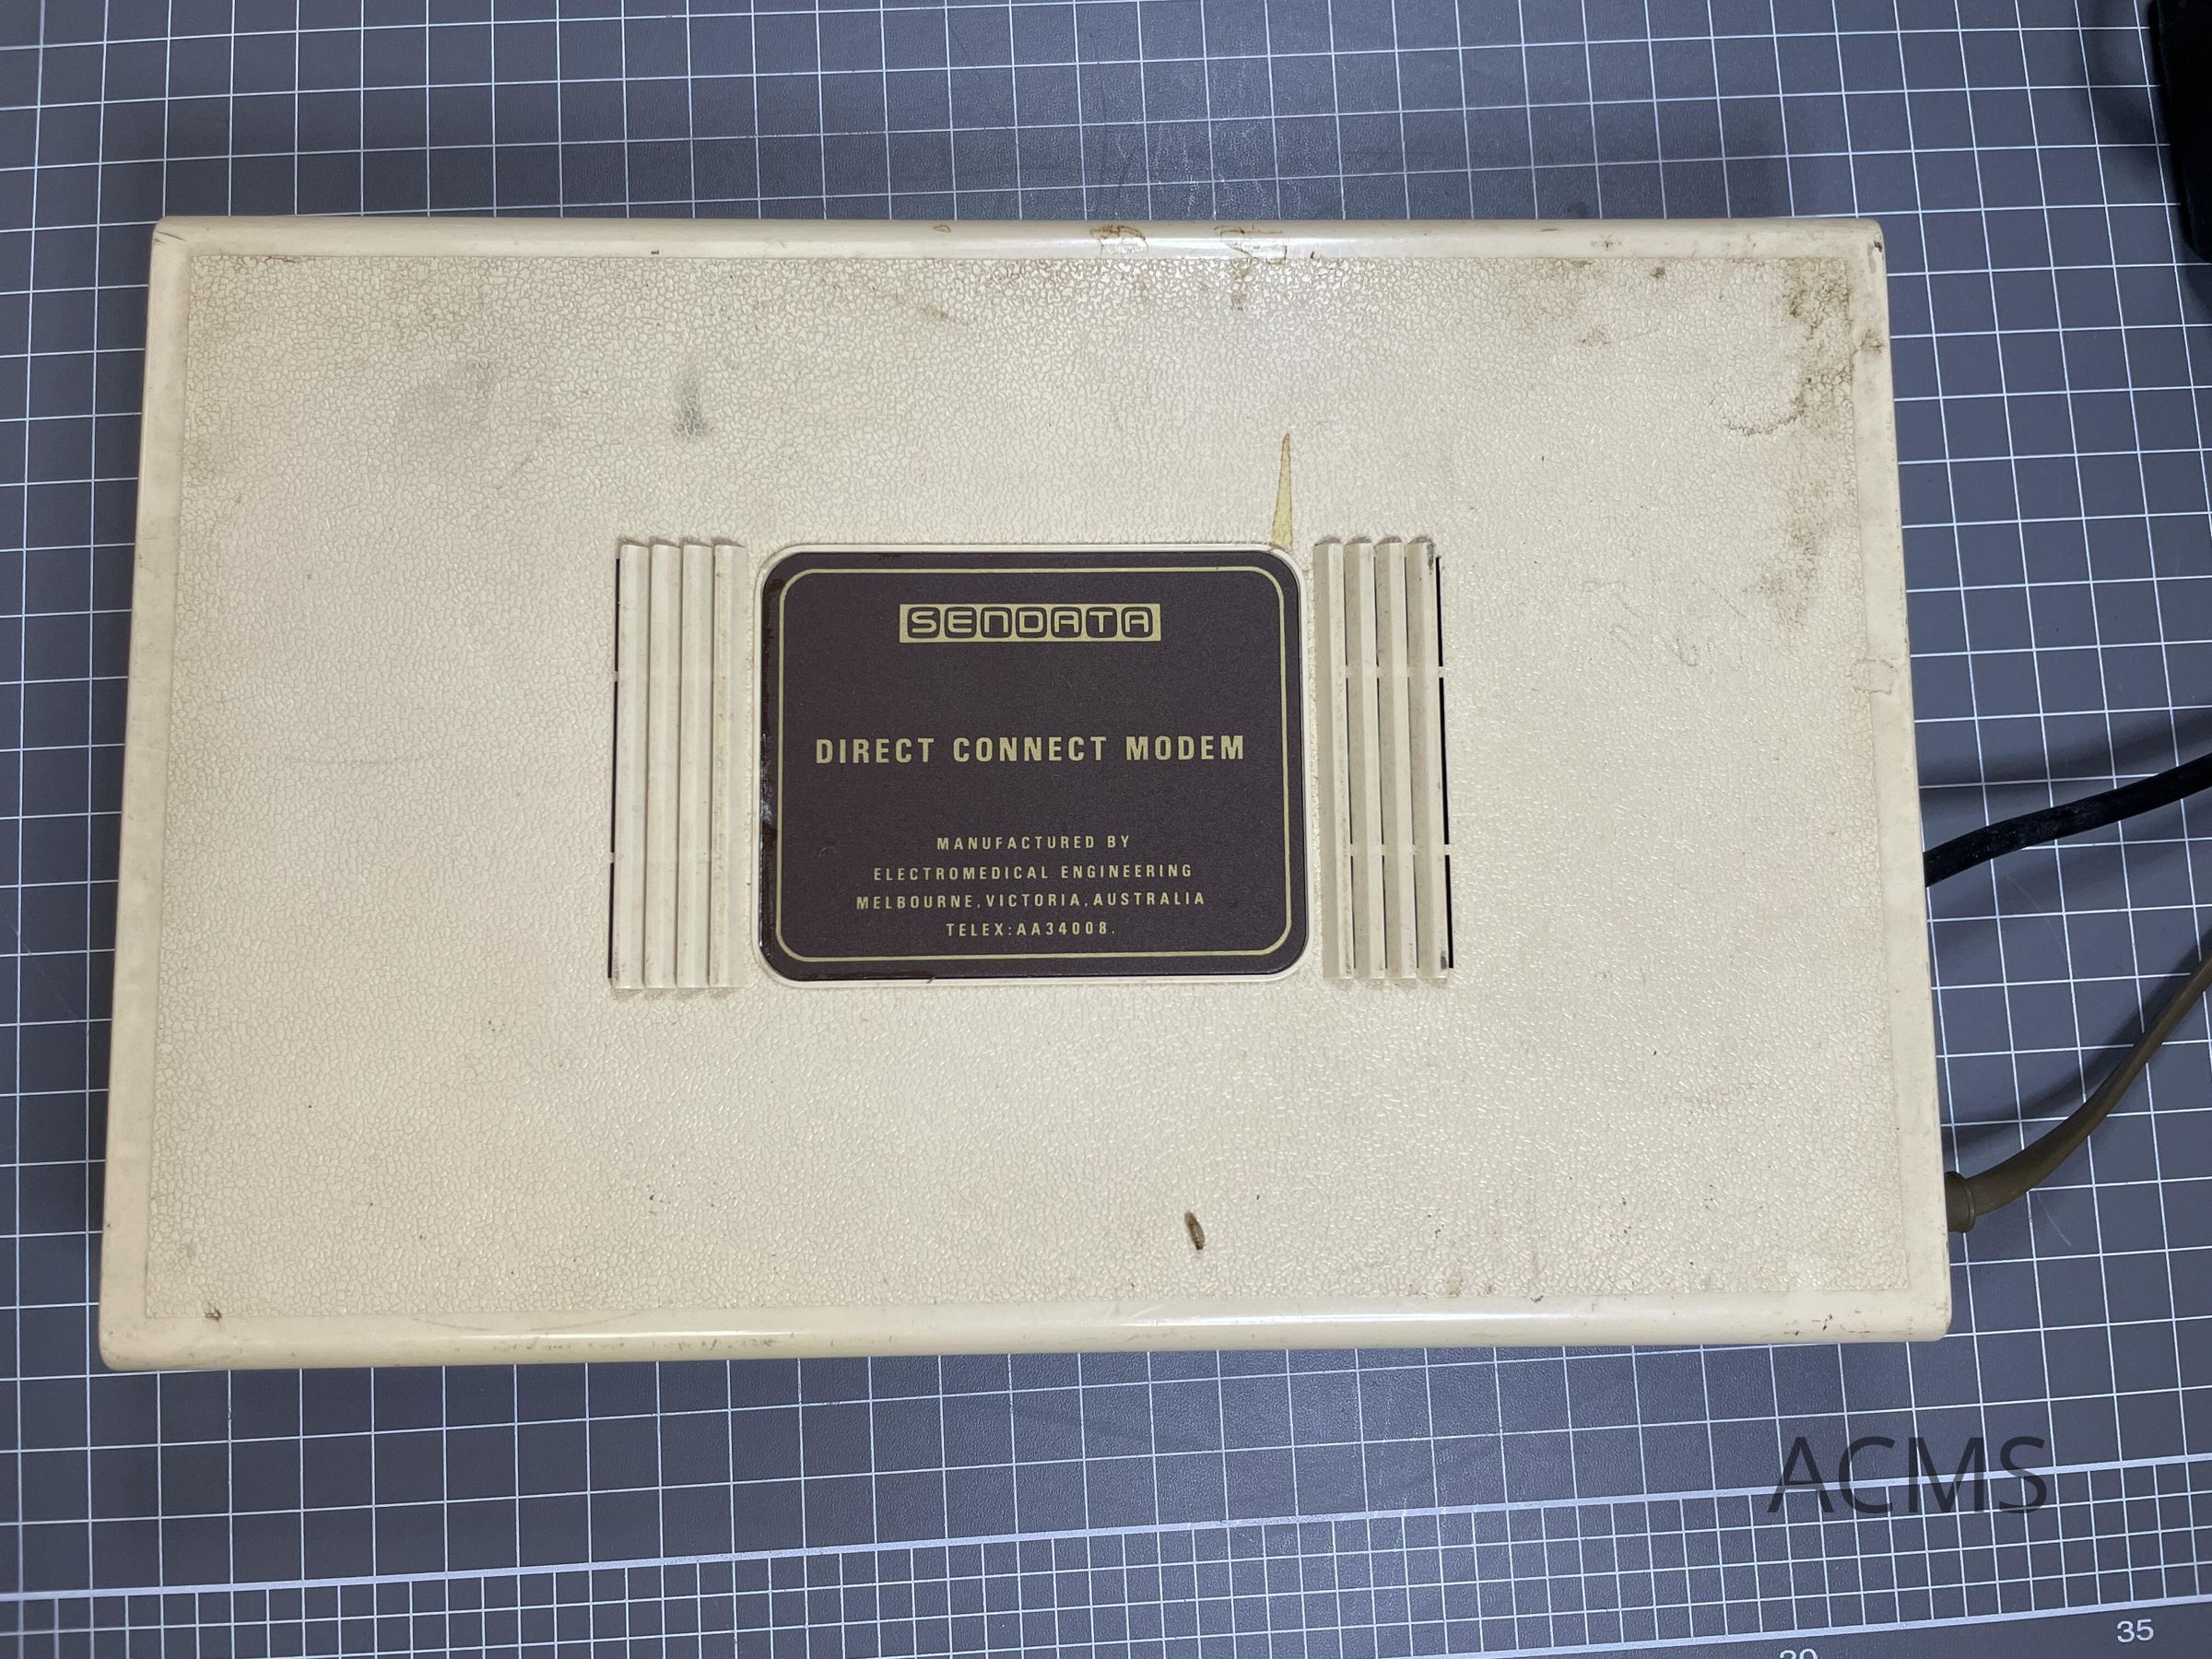 SENDATA
DIRECT CONNECT MODEM
MANUFACTURED BY
ELECTROMEDICAL ENGINEERING
MELBOURNE, VICTORIA, AUSTRALIA
TELEX:AA34008.
ACMS
35